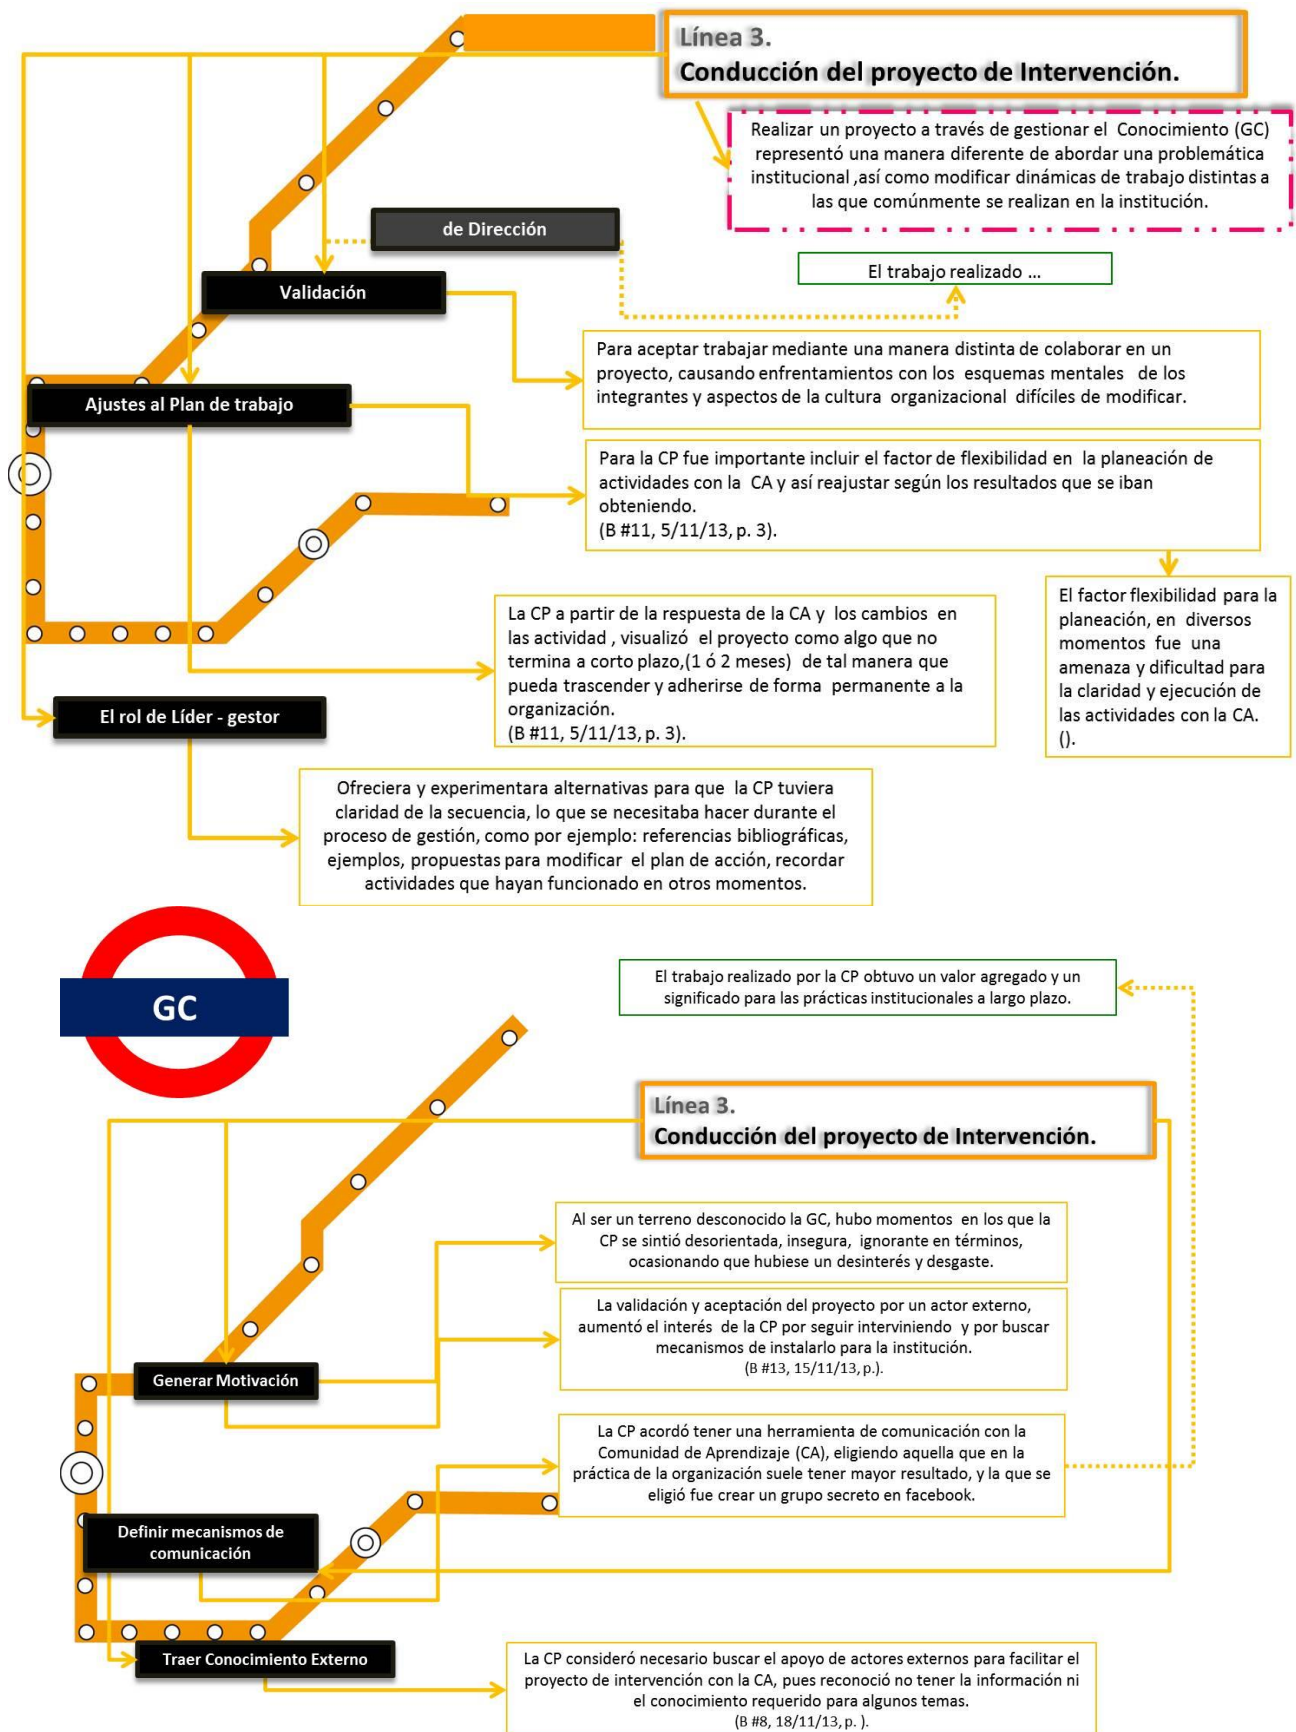 Línea 3.
Conducción del proyecto de Intervención.
Realizar un proyecto a través de gestionar el Conocimiento (GC)
representó una manera diferente de abordar una problemática
institucional ,así como modificar dinámicas de trabajo distintas a
las que comúnmente se realizan en la institución.
de Dirección
El trabajo realizado ...
Validación
Para aceptar trabajar mediante una manera distinta de colaborar en un
proyecto, causando enfrentamientos con los esquemas mentales de los
integrantes y aspectos de la cultura organizacional difíciles de modificar.
Ajustes al Plan de trabajo
Para la CP fue importante incluir el factor de flexibilidad en la planeación de
actividades con la CA y así reajustar según los resultados que se iban
obteniendo.
(B #11, 5/11/13, p. 3).
El factor flexibilidad para la
planeación, en diversos
momentos fue una
amenaza y dificultad para
la claridad y ejecución de
las actividades con la CA.
().
La CP a partir de la respuesta de la CA y los cambios en
las actividad , visualizó el proyecto como algo que no
termina a corto plazo,(1 ó 2 meses) de tal manera que
pueda trascender y adherirse de forma permanente a la
organización.
(B #11, 5/11/13, p. 3).
El rol de Líder - gestor
Ofreciera y experimentara alternativas para que la CP tuviera
claridad de la secuencia, lo que se necesitaba hacer durante el
proceso de gestión, como por ejemplo: referencias bibliográficas,
ejemplos, propuestas para modificar el plan de acción, recordar
actividades que hayan funcionado en otros momentos.
GC
El trabajo realizado por la CP obtuvo un valor agregado y un
significado para las prácticas institucionales a largo plazo.
Línea 3.
Conducción del proyecto de Intervención.
Al ser un terreno desconocido la GC, hubo momentos en los que la
CP se sintió desorientada, insegura, ignorante en términos,
ocasionando que hubiese un desinterés y desgaste.
La validación y aceptación del proyecto por un actor externo,
aumentó el interés de la CP por seguir interviniendo y por buscar
mecanismos de instalarlo para la institución.
(B #13, 15/11/13, p.).
Generar Motivación
La CP acordó tener una herramienta de comunicación con la
Comunidad de Aprendizaje (CA), eligiendo aquella que en la
práctica de la organización suele tener mayor resultado, y la que se
eligió fue crear un grupo secreto en facebook.
Definir mecanismos de
comunicación
Traer Conocimiento Externo
La CP consideró necesario buscar el apoyo de actores externos para facilitar el
proyecto de intervención con la CA, pues reconoció no tener la información ni
el conocimiento requerido para algunos temas.
(B #8, 18/11/13, p. ).